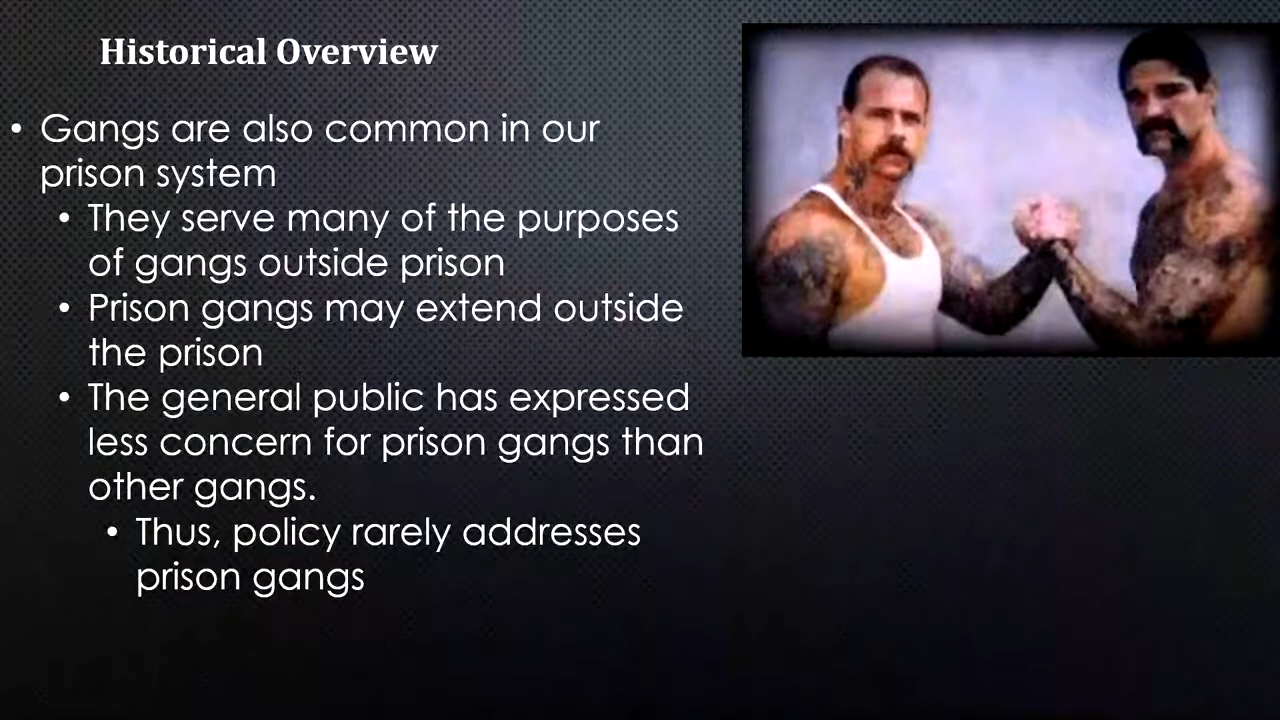 Historical Overview
• Gangs are also common in our
prison system
• They serve many of the purposes
of gangs outside prison
• Prison gangs may extend outside
the prison
• The general public has expressed
less concern for prison gangs than
other gangs.
• Thus, policy rarely addresses
prison gangs